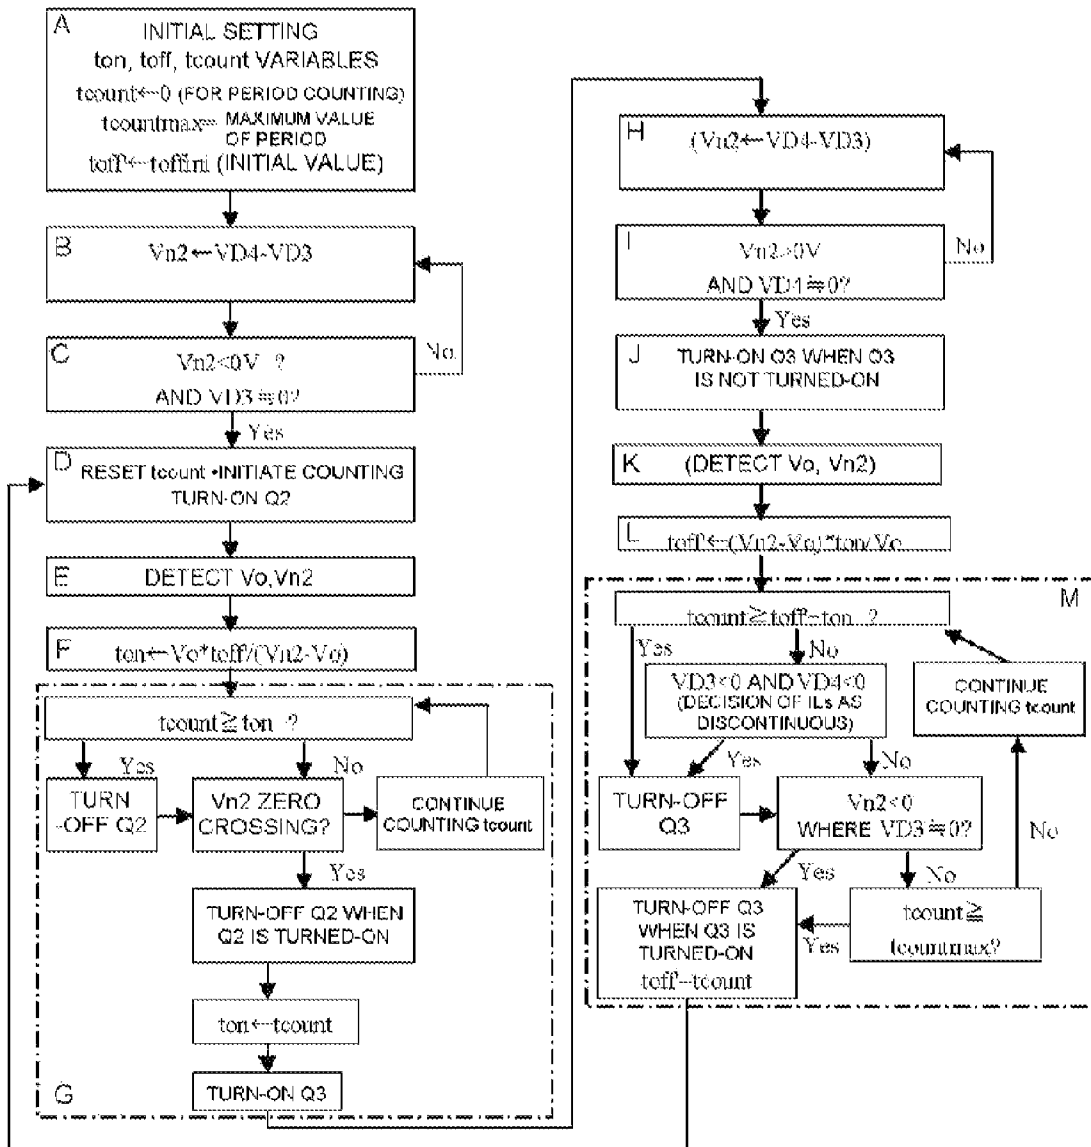 A
INITIAL SETTING
ton, toff, tcount VARIABLES
tcount←0 (FOR PERIOD COUNTING)
tcountmax= MAXIMUM VALUE
OF PERIOD
toff←toffini (INITIAL VALUE)
B
Vn2←VD4-VD3
No
C
Vn2<0V ?
AND VD3≒0?
Yes
D
RESET tcount •INITIATE COUNTING
TURN-ON Q2
E
DETECT Vo,Vn2
F
ton←Vo*toff/(Vn2-Vo)
tcount≧ton ?
Yes
No
TURN
-OFF Q2
Vn2 ZERO
CROSSING?
CONTINUE
COUNTING tcount
Yes
TURN-OFF Q2 WHEN
Q2 IS TURNED-ON
ton←tcount
TURN-ON Q3
G
H
(Vn2←VD4-VD3)
I
Vn2>0V
AND VD4≒0?
No
Yes
J
TURN-ON Q3 WHEN Q3
IS NOT TURNED-ON
K
(DETECT Vo, Vn2)
L
toff←(Vn2-Vo)*ton/Vo
M
tcount≧toff-ton ?
Yes
No
VD3<0 AND VD4<0
(DECISION OF ILs AS
DISCONTINUOUS)
CONTINUE
COUNTING tcount
Yes
No
TURN-OFF
Q3
Vn2<0
WHERE VD3≒0?
No
Yes
No
TURN-OFF Q3
WHEN Q3 IS
TURNED-ON
toff-tcount
Yes
tcount≧
tcountmax?